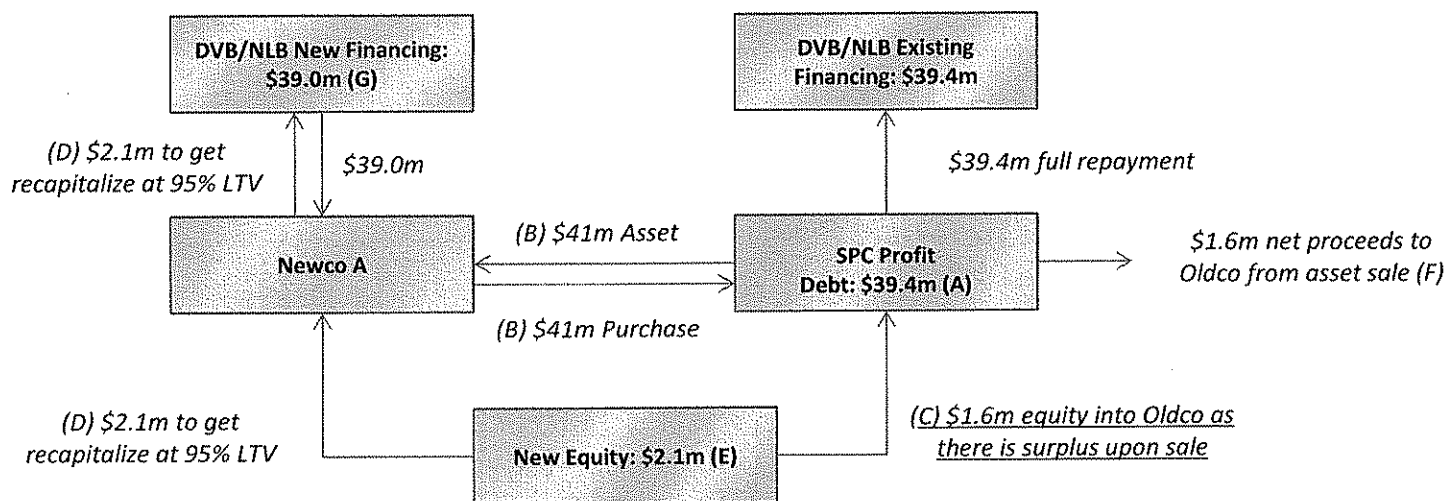 DVB/NLB New Financing:
$39.0m (G)
DVB/NLB Existing
Financing: $39.4m
(D) $2.1m to get
recapitalize at 95% LTV
$39.0m
$39.4m full repayment
(B) $41m Asset
Newco A
SPC Profit
Debt: $39.4m (A)
$1.6m net proceeds to
Oldco from asset sale (F)
(B) $41m Purchase
(D) $2.1m to get
recapitalize at 95% LTV
New Equity: $2.1m (E)
(C) $1.6m equity into Oldco as
there is surplus upon sale